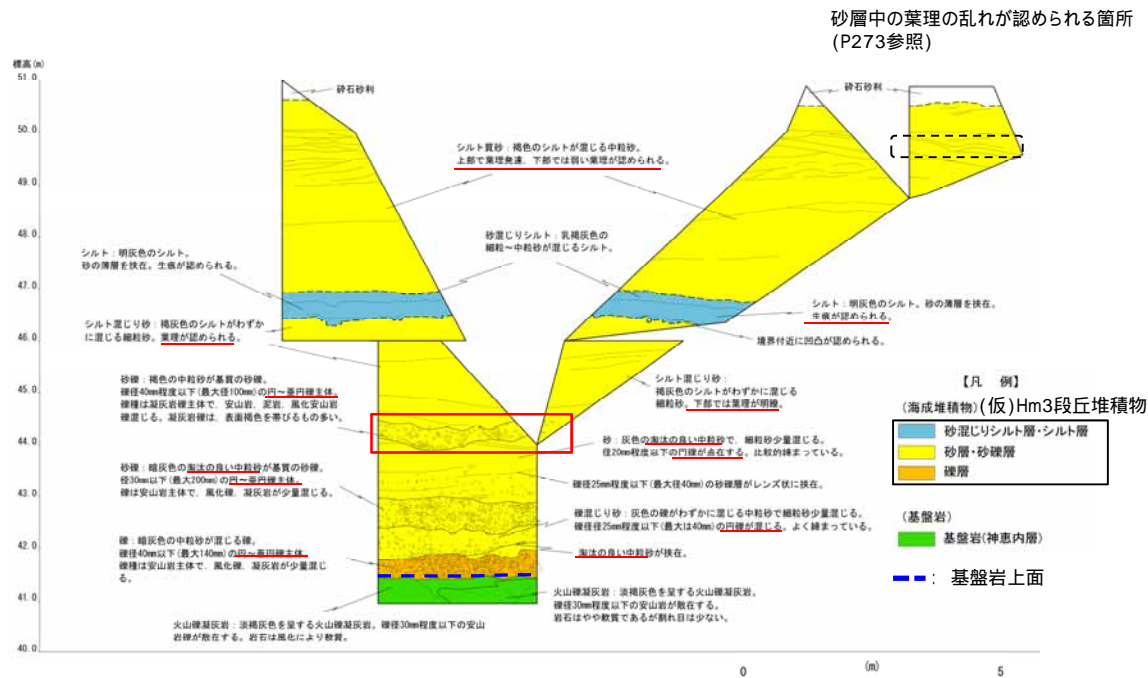 砂層中の葉理の乱れが認められる箇所
(P273参照)
標高(m)
51.0
50.0
49.0
48.0
47.0
46.0
45.0
44.0
43.0
42.0
41.0
40.0
砕石砂利
砕石砂利
シルト質砂：褐色のシルトが混じる中粒砂。
上部で葉理発達、下部では弱い葉理が認められる。
シルト：明灰色のシルト。
砂の薄層を挟在。生痕が認められる。
砂混じりシルト：乳褐灰色の
細粒～中粒砂が混じるシルト。
シルト：明灰色のシルト。砂の薄層を挟在。
生痕が認められる。
境界付近に凹凸が認められる。
シルト混じり砂：褐灰色のシルトがわずか
に混じる細粒砂。葉理が認められる。
シルト混じり砂：
褐灰色のシルトがわずかに混じる
細粒砂。下部では葉理が明瞭。
砂礫：褐色の中粒砂が基質の砂礫。
礫径40mm程度以下(最大径100mm)の円～亜円礫主体。
礫種は凝灰岩礫主体で、安山岩、泥岩、風化安山岩
礫混じる。凝灰岩礫は、表面褐色を帯びるもの多い。
砂：灰色の淘汰の良い中粒砂で、細粒砂少量混じる。
径20mm程度以下の円礫が点在する。比較的締まっている。
砂礫：暗灰色の淘汰の良い中粒砂が基質の砂礫。
径30mm以下(最大200mm)の円～亜円礫主体。
礫は安山岩主体で、風化礫、凝灰岩が少量混じる。
礫径25mm程度以下(最大径40mm)の砂礫層がレンズ状に挟在。
礫混じり砂：灰色の礫がわずかに混じる中粒砂で細粒砂少量混じる。
礫径径25mm程度以下(最大は40mm)の円礫が混じる。よく締まっている。
礫：暗灰色の中粒砂が混じる礫。
礫径40mm以下(最大140mm)の円～亜円礫主体。
礫種は安山岩主体で、風化礫、凝灰岩が少量混じ
る。
淘汰の良い中粒砂が挟在。
火山礫凝灰岩：淡褐灰色を呈する火山礫凝灰岩。
礫径30mm程度以下の安山岩が散在する。
岩石はやや軟質であるが割れ目は少ない。
火山礫凝灰岩：淡褐灰色を呈する火山礫凝灰岩。礫径30mm程度以下の安山
岩礫が散在する。岩石は風化により軟質。
【凡 例】
(海成堆積物)(仮)Hm3段丘堆積物
砂混じりシルト層・シルト層
砂層・砂礫層
礫層
(基盤岩)
基盤岩(神恵内層)
： 基盤岩上面
0 (m) 5